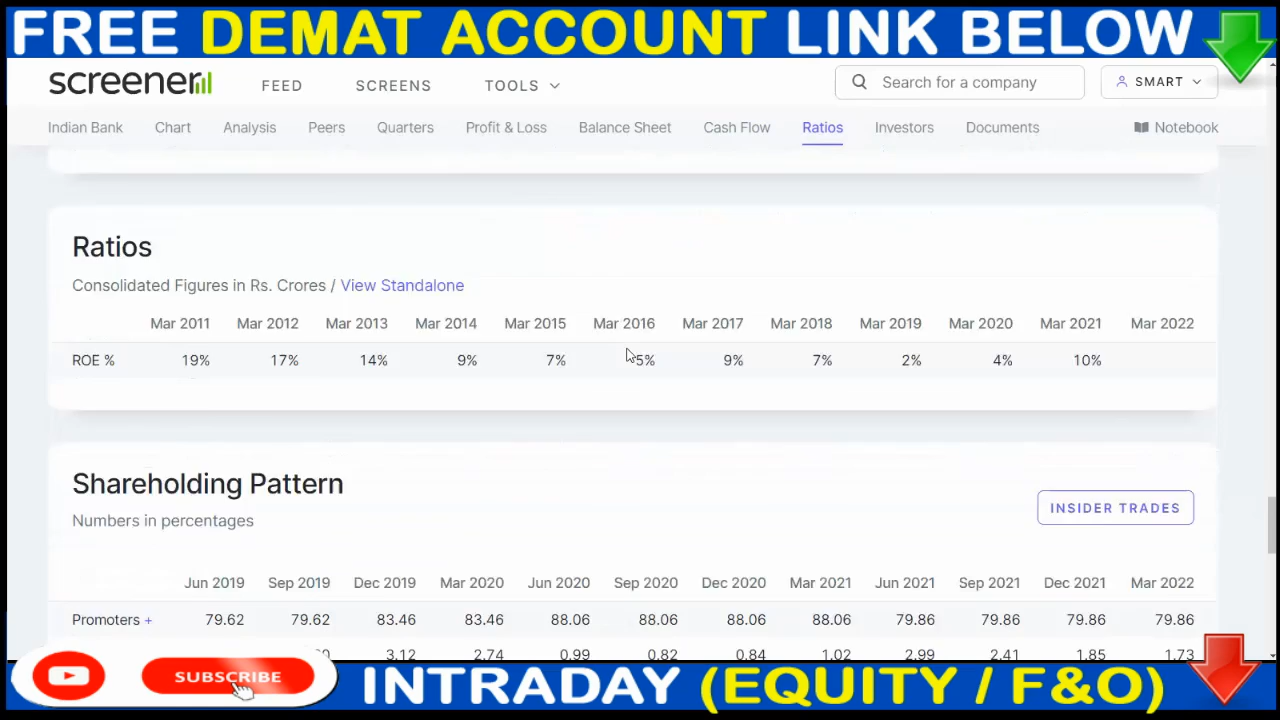 FREE DEMAT ACCOUNT LINK BELOW
screener FEED SCREENS TOOLS Search for a company SMART
Indian Bank Chart Analysis Peers Quarters Profit & Loss Balance Sheet Cash Flow Ratios Investors Documents Notebook
Ratios
Consolidated Figures in Rs. Crores / View Standalone
Mar 2011 Mar 2012 Mar 2013 Mar 2014 Mar 2015 Mar 2016 Mar 2017 Mar 2018 Mar 2019 Mar 2020 Mar 2021 Mar 2022
ROE % 19% 17% 14% 9% 7% 5% 9% 7% 2% 4% 10%
Shareholding Pattern
INSIDER TRADES
Numbers in percentages
Jun 2019 Sep 2019 Dec 2019 Mar 2020 Jun 2020 Sep 2020 Dec 2020 Mar 2021 Jun 2021 Sep 2021 Dec 2021 Mar 2022
Promoters + 79.62 79.62 83.46 83.46 88.06 88.06 88.06 88.06 79.86 79.86 79.86 79.86
3.12 2.74 0.99 0.82 0.84 1.02 2.99 2.41 1.85 1.73
SUBSCRIBE
INTRADAY (EQUITY / F&O)